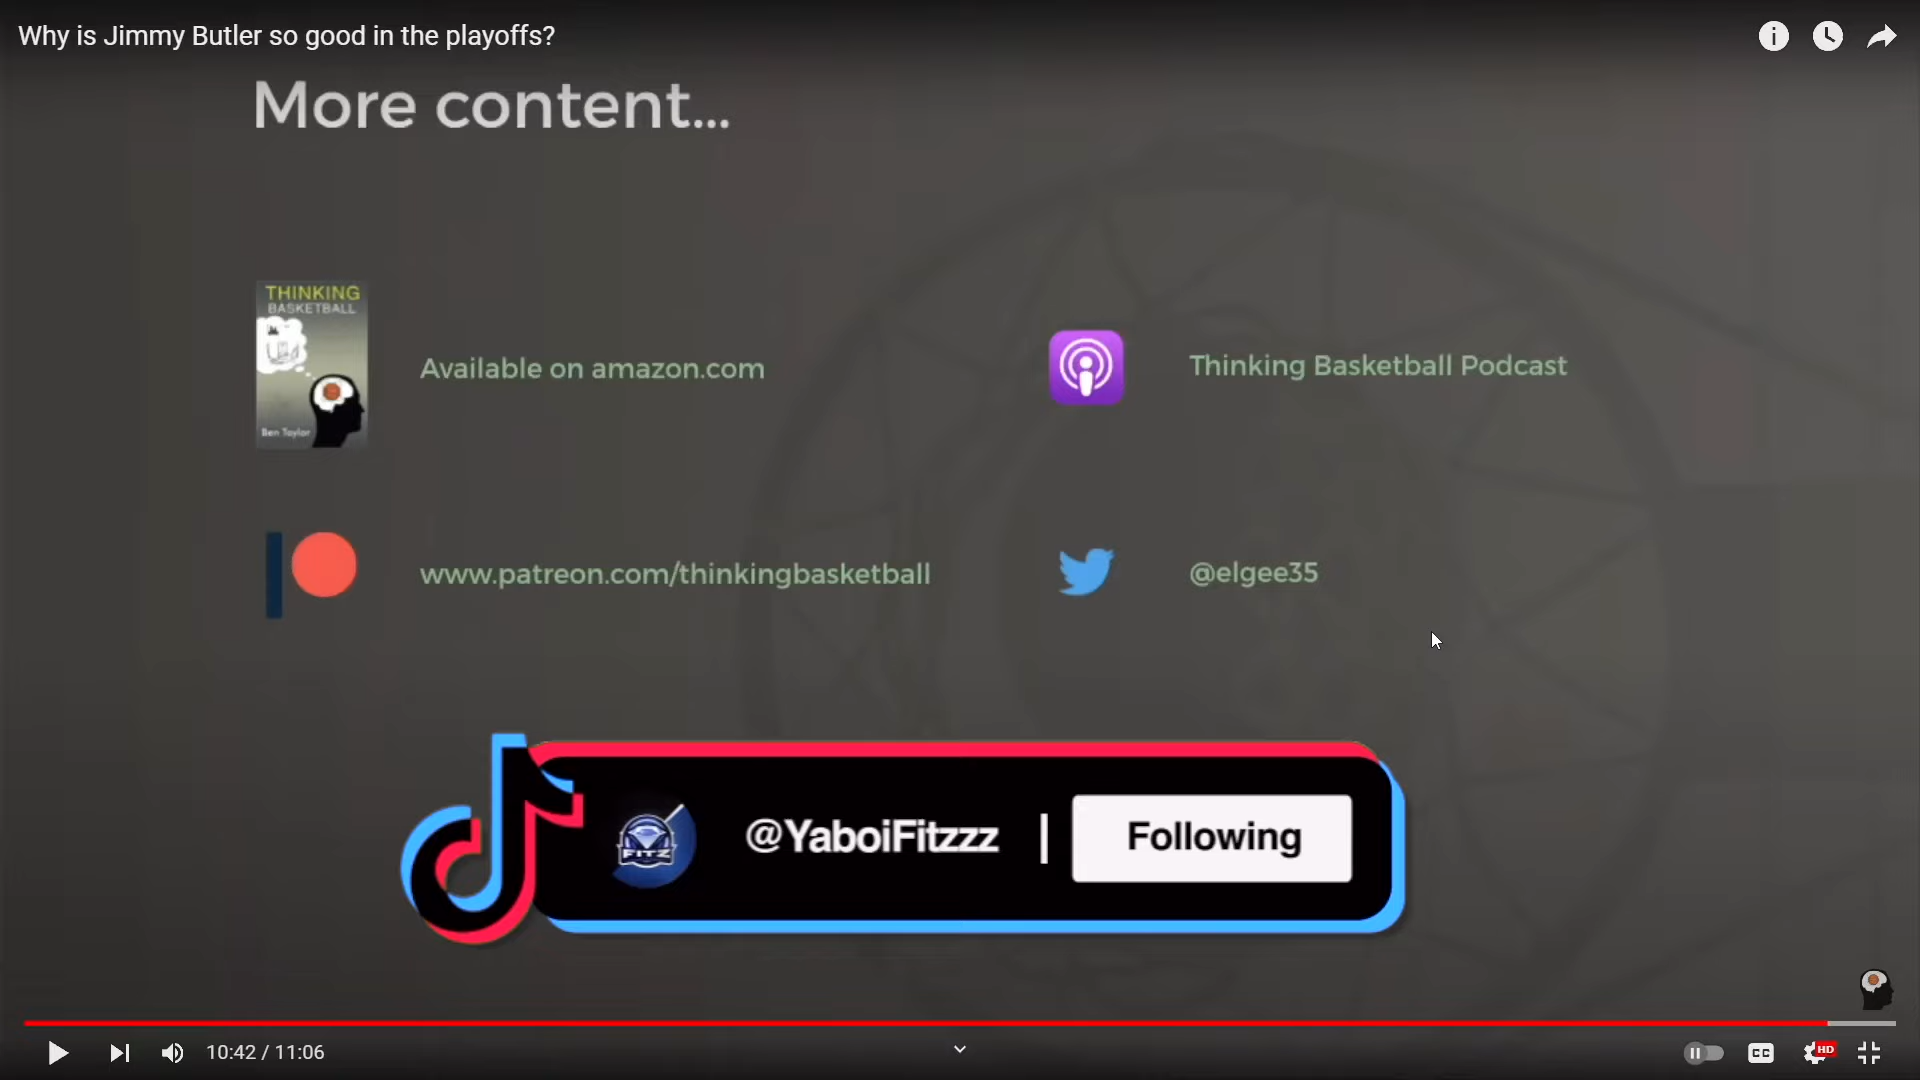 Why is Jimmy Butler so good in the playoffs?
More content...
THINKING
BASKETBALL
Ben Taylor
Available on amazon.com
Thinking Basketball Podcast
www.patreon.com/thinkingbasketball
@elgee35
FITZ
@YaboiFitzzz | Following
10:42 / 11:06
CC
HD